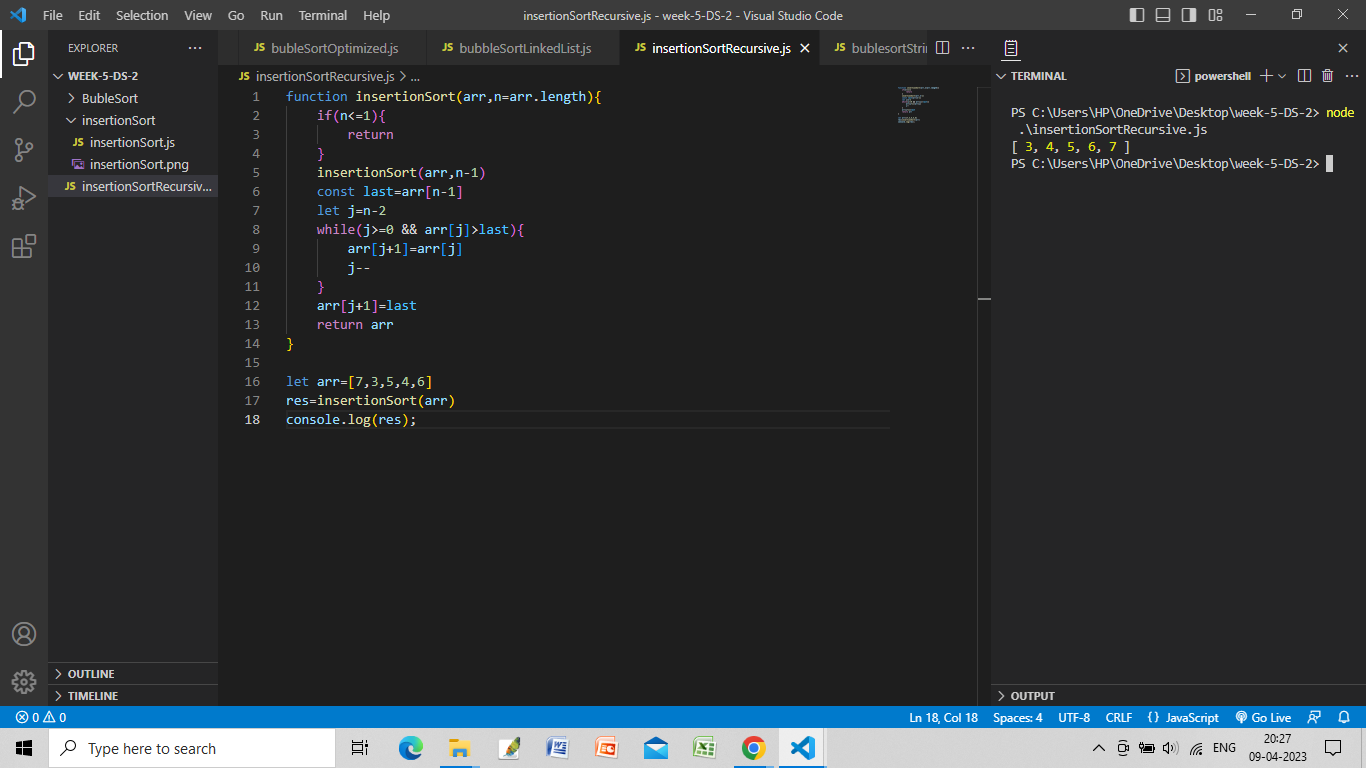 File Edit Selection View Go Run Terminal Help insertionSortRecursive.js - week-5-DS-2 - Visual Studio Code
EXPLORER ···
WEEK-5-DS-2
BubleSort
insertionSort
JS insertionSort.js
insertionSort.png
JS insertionSortRecursiv...
OUTLINE
TIMELINE
JS bubleSortOptimized.js JS bubbleSortLinkedList.js JS insertionSortRecursive.js JS bublesortStri ···
JS insertionSortRecursive.js > ...
1 function insertionSort(arr,n=arr.length){
2 if(n<=1){
3 return
4 }
5 insertionSort(arr,n-1)
6 const last=arr[n-1]
7 let j=n-2
8 while(j>=0 && arr[j]>last){
9 arr[j+1]=arr[j]
10 j--
11 }
12 arr[j+1]=last
13 return arr
14 }
15
16 let arr=[7,3,5,4,6]
17 res=insertionSort(arr)
18 console.log(res);
TERMINAL powershell ···
PS C:\Users\HP\OneDrive\Desktop\week-5-DS-2> node
.\insertionSortRecursive.js
[ 3, 4, 5, 6, 7 ]
PS C:\Users\HP\OneDrive\Desktop\week-5-DS-2>
OUTPUT
0 0 Ln 18, Col 18 Spaces: 4 UTF-8 CRLF {} JavaScript Go Live
Type here to search
ENG
20:27
09-04-2023